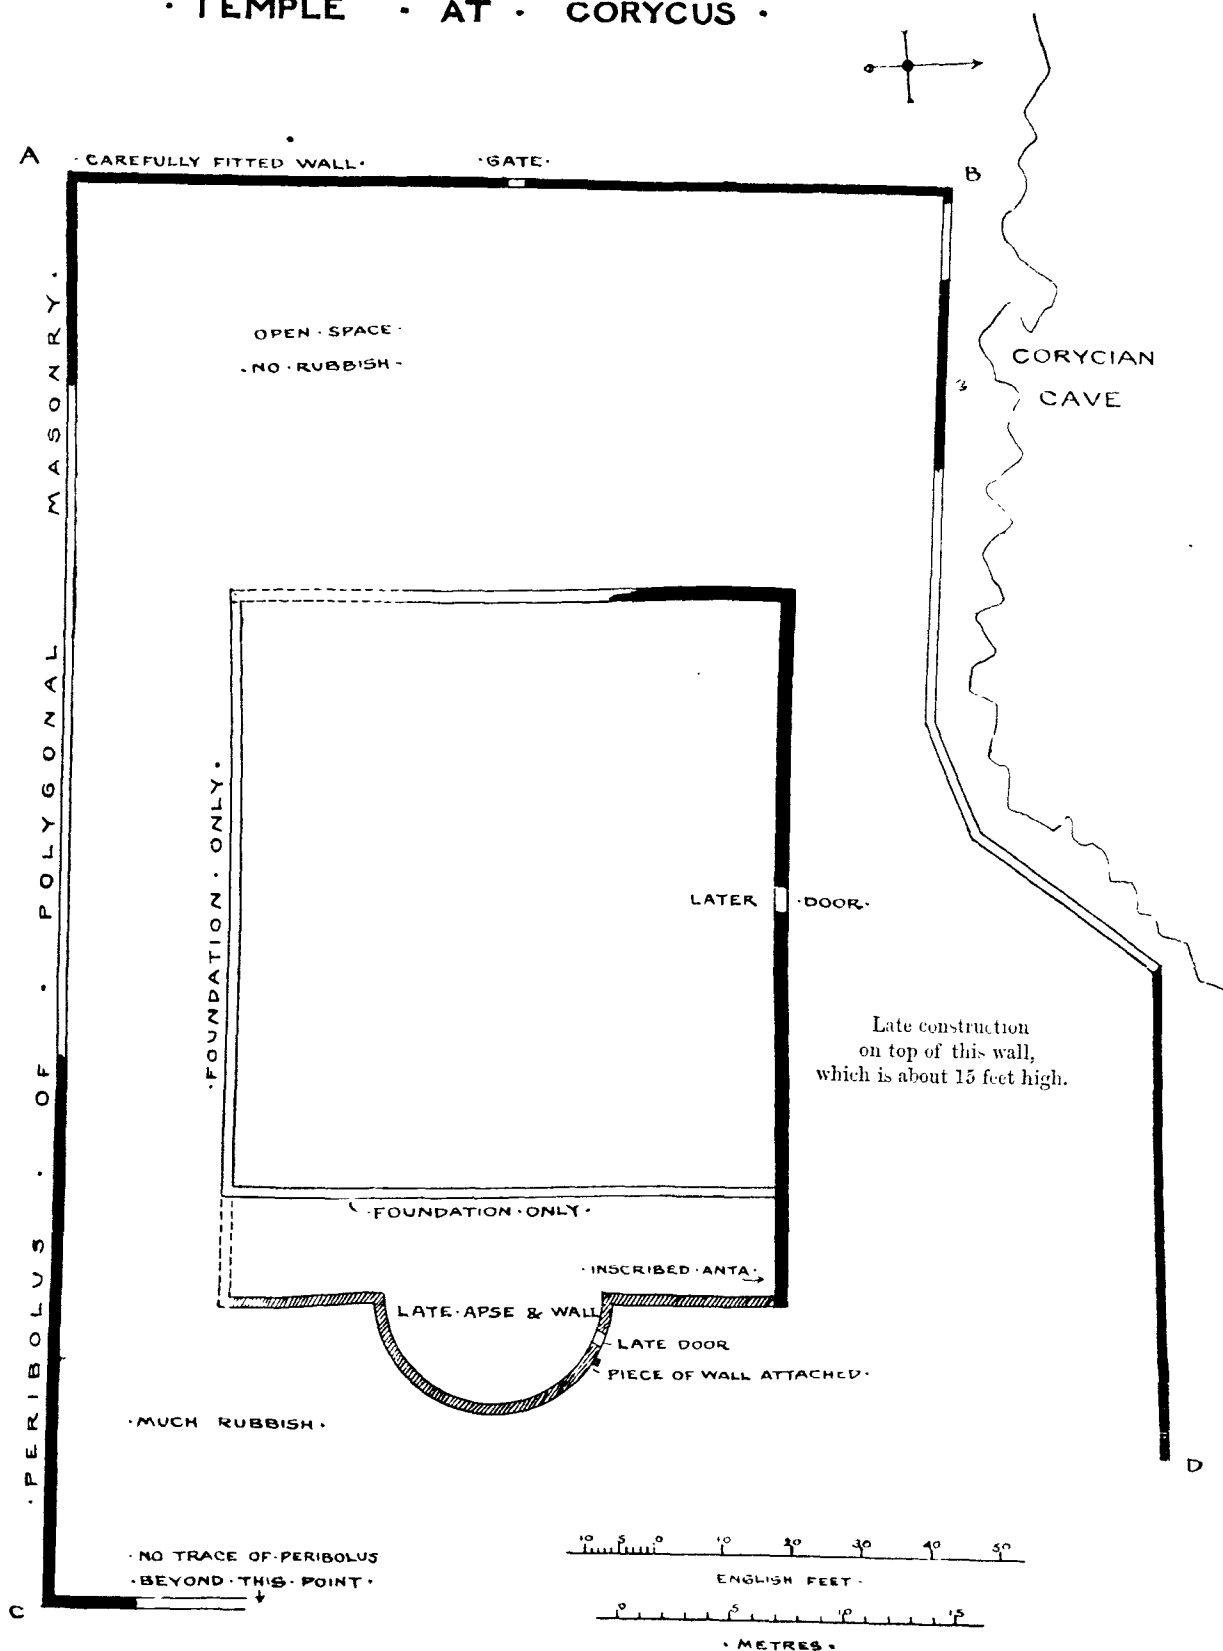 · TEMPLE · AT · CORYCUS ·
A
· CAREFULLY FITTED WALL ·
· GATE ·
B
OPEN · SPACE ·
· NO · RUBBISH ·
CORYCIAN
CAVE
· PERIBOLUS · OF · POLYGONAL MASONRY ·
· FOUNDATION · ONLY ·
LATER · DOOR ·
Late construction
on top of this wall,
which is about 15 feet high.
· FOUNDATION · ONLY ·
· INSCRIBED · ANTA ·
LATE · APSE & WALL
LATE DOOR
PIECE OF WALL ATTACHED ·
· MUCH RUBBISH ·
D
· NO TRACE OF · PERIBOLUS
· BEYOND · THIS · POINT ·
C
10 5 0 10 20 30 40 50
ENGLISH FEET ·
0 5 10 15
· METRES ·